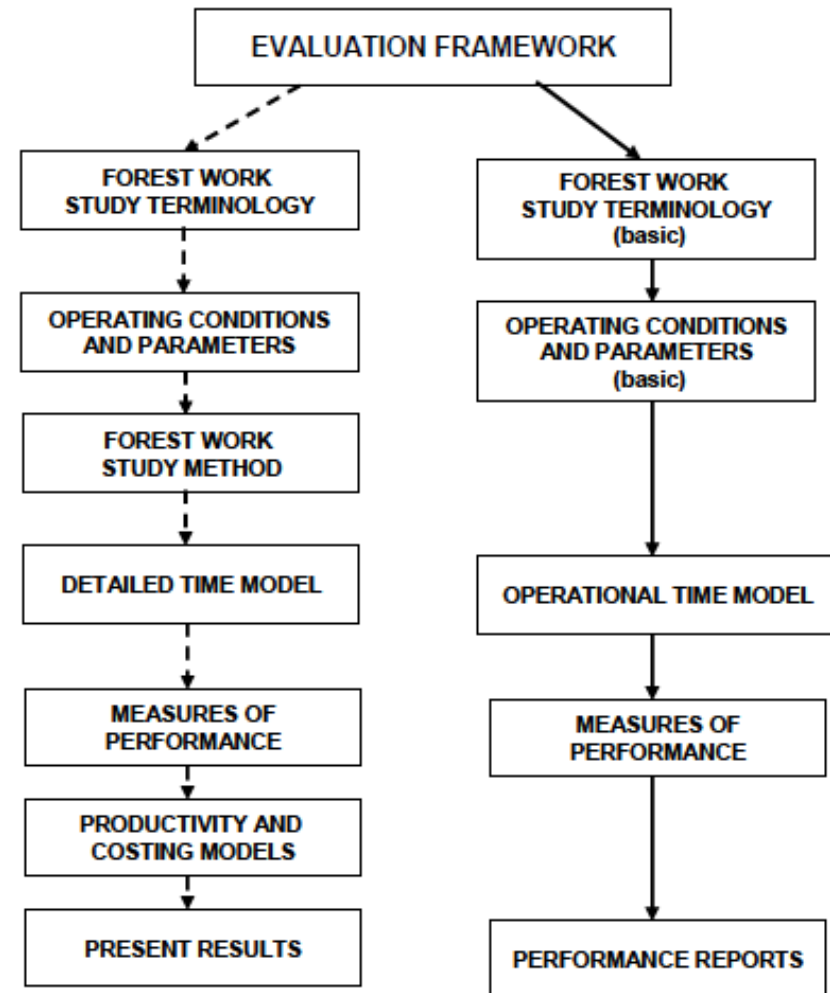 EVALUATION FRAMEWORK
FOREST WORK
STUDY TERMINOLOGY
OPERATING CONDITIONS
AND PARAMETERS
FOREST WORK
STUDY METHOD
DETAILED TIME MODEL
MEASURES OF
PERFORMANCE
PRODUCTIVITY AND
COSTING MODELS
PRESENT RESULTS
FOREST WORK
STUDY TERMINOLOGY
(basic)
OPERATING CONDITIONS
AND PARAMETERS
(basic)
OPERATIONAL TIME MODEL
MEASURES OF
PERFORMANCE
PERFORMANCE REPORTS